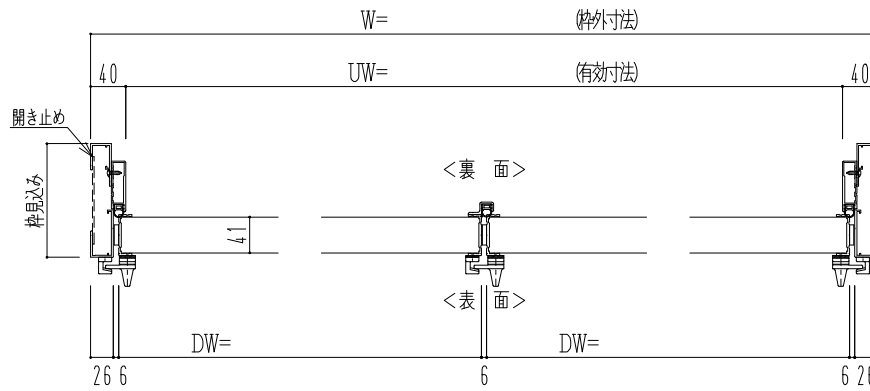 W= (枠外寸法)
40 UW= (有効寸法) 40
開き止め
枠見込み
<裏 面>
41
<表 面>
DW= DW=
26 6 6 6 26